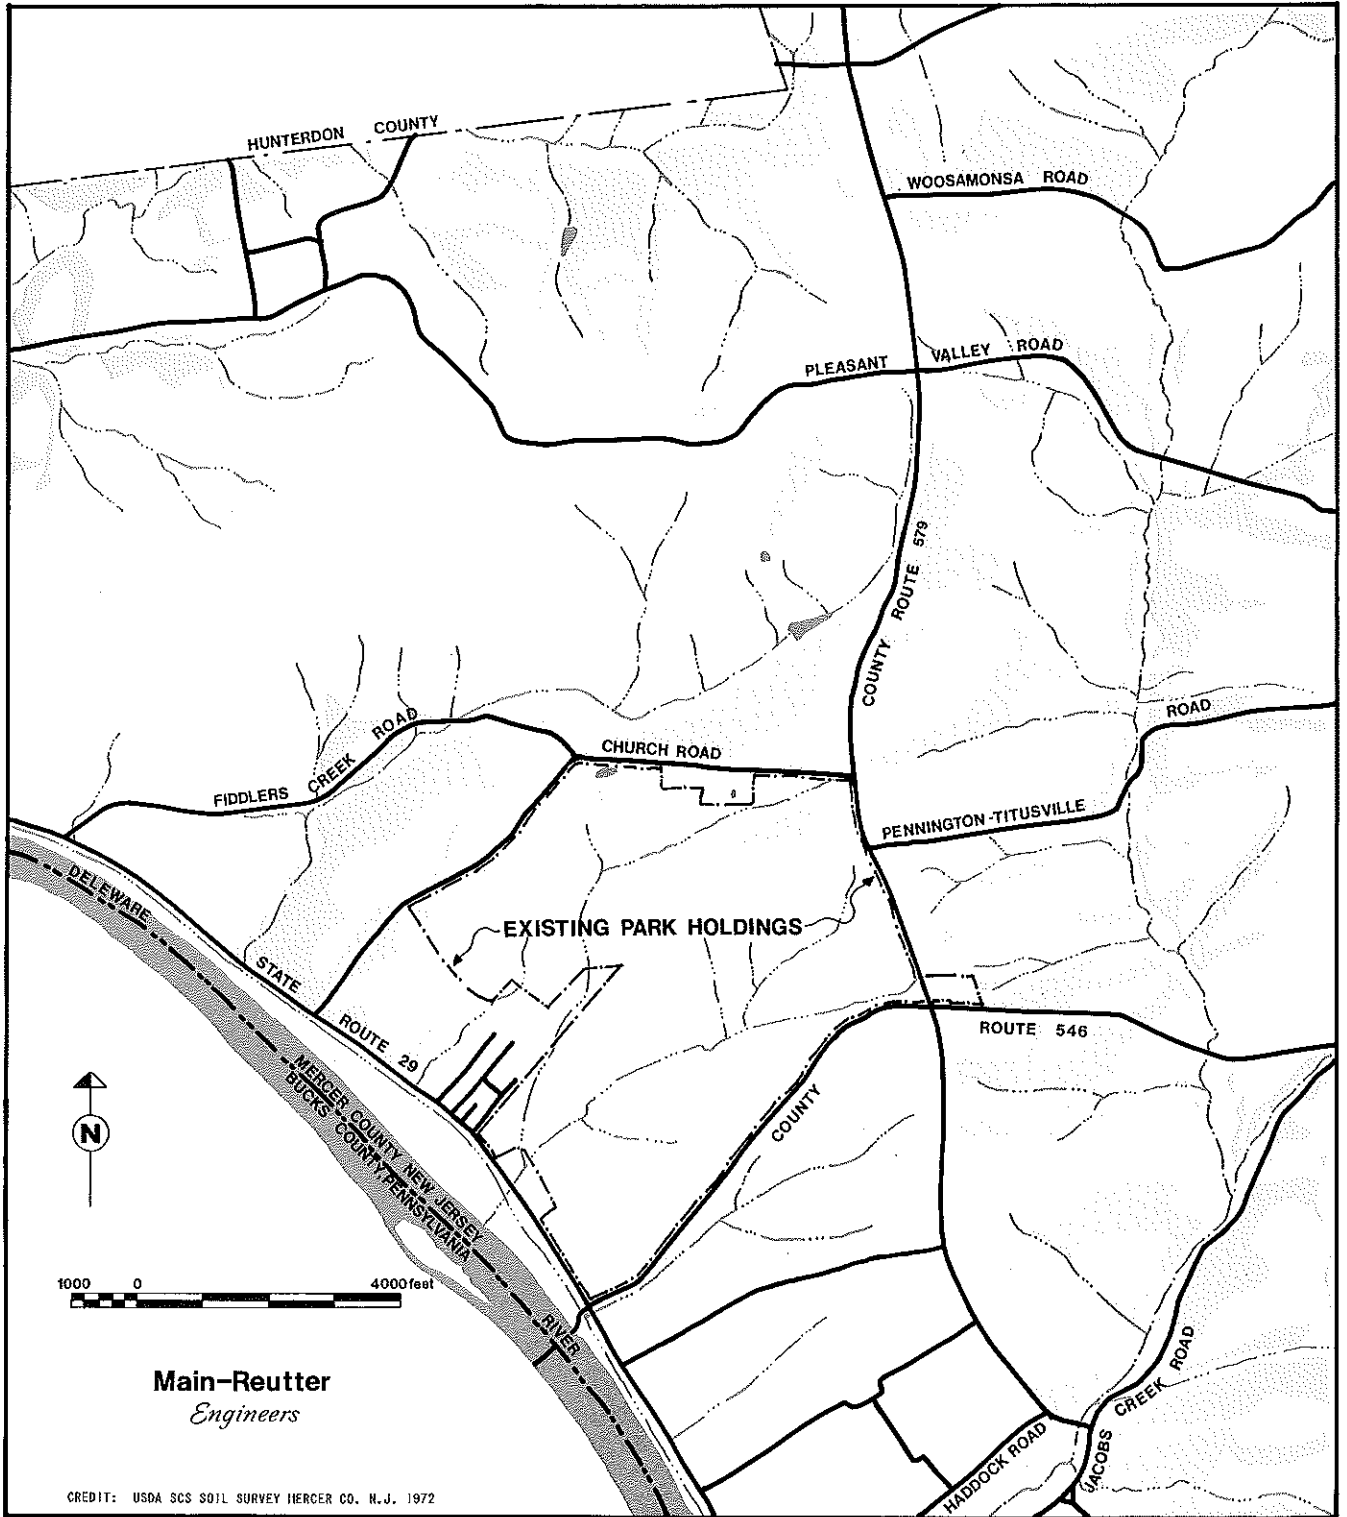 HUNTERDON COUNTY
WOOSAMONSA ROAD
PLEASANT VALLEY ROAD
COUNTY ROUTE 579
FIDDLERS CREEK ROAD
CHURCH ROAD
ROAD
PENNINGTON-TITUSVILLE
DELEWARE
EXISTING PARK HOLDINGS
STATE
ROUTE 29
ROUTE 546
COUNTY
N
MERCER COUNTY NEW JERSEY
BUCKS COUNTY, PENNSYLVANIA
1000 0 4000 feet
RIVER
Main-Reutter
Engineers
HADDOCK ROAD
JACOBS CREEK ROAD
CREDIT: USDA SCS SOIL SURVEY MERCER CO. N.J. 1972